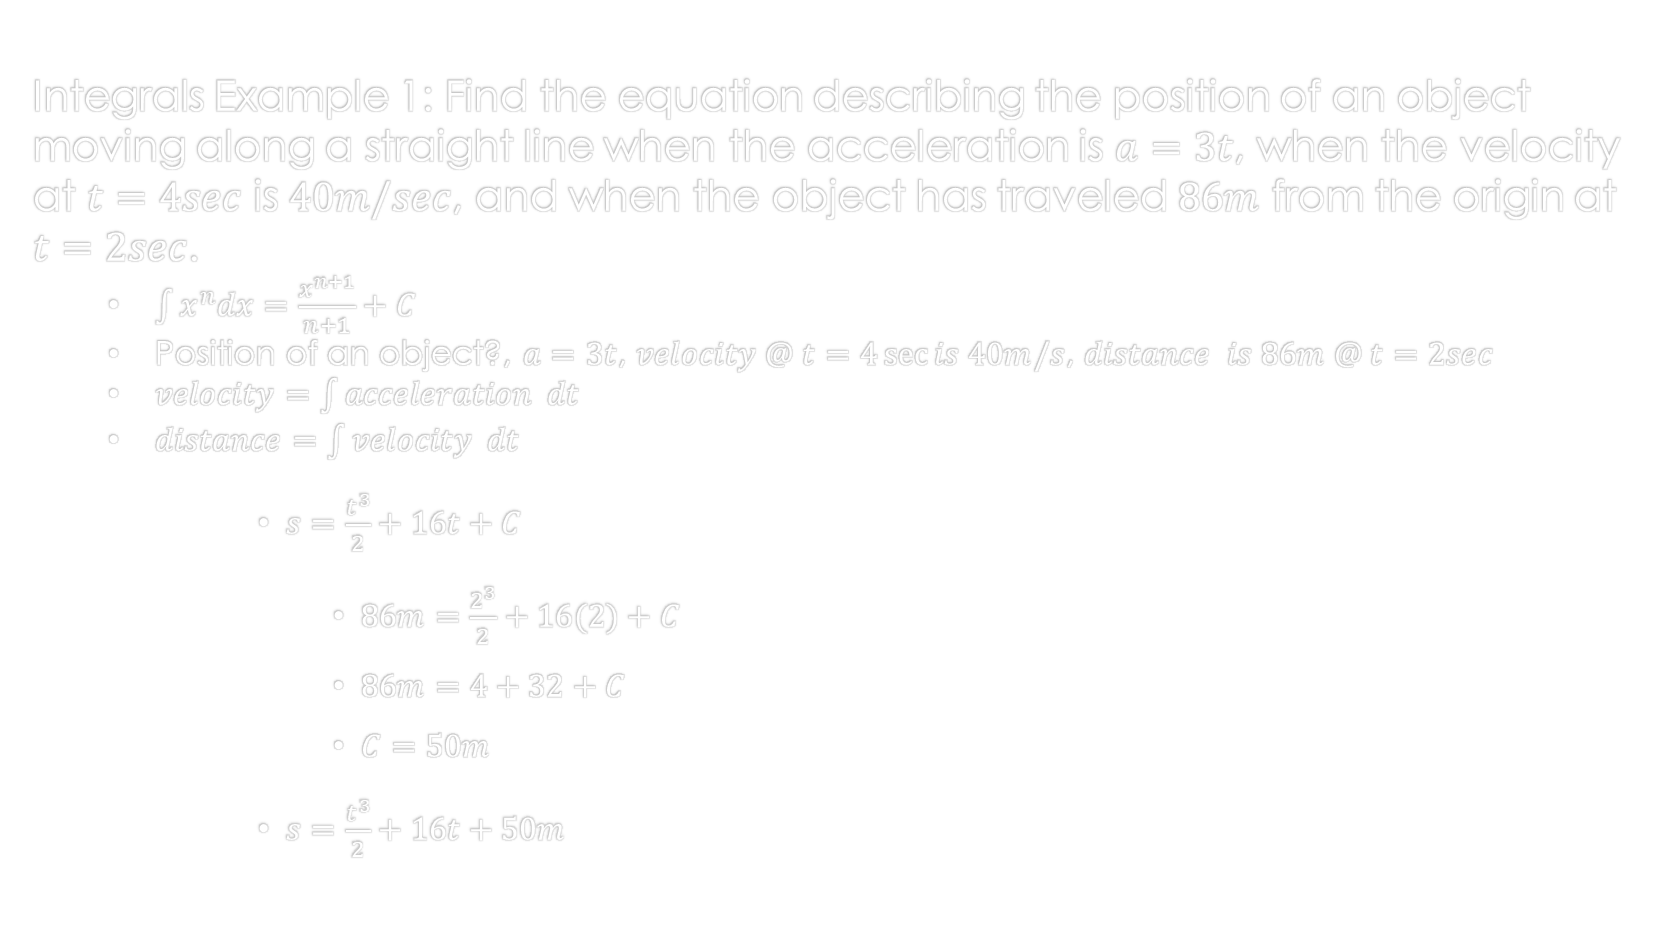 Integrals Example 1: Find the equation describing the position of an object
moving along a straight line when the acceleration is a = 3t, when the velocity
at t = 4sec is 40m/sec, and when the object has traveled 86m from the origin at
t = 2sec.
• ∫ xⁿdx = xⁿ⁺¹/n+1 + C
• Position of an object?, a = 3t, velocity @ t = 4 sec is 40m/s, distance is 86m @ t = 2sec
• velocity = ∫ acceleration dt
• distance = ∫ velocity dt
• s = t³/2 + 16t + C
• 86m = 2³/2 + 16(2) + C
• 86m = 4 + 32 + C
• C = 50m
• s = t³/2 + 16t + 50m